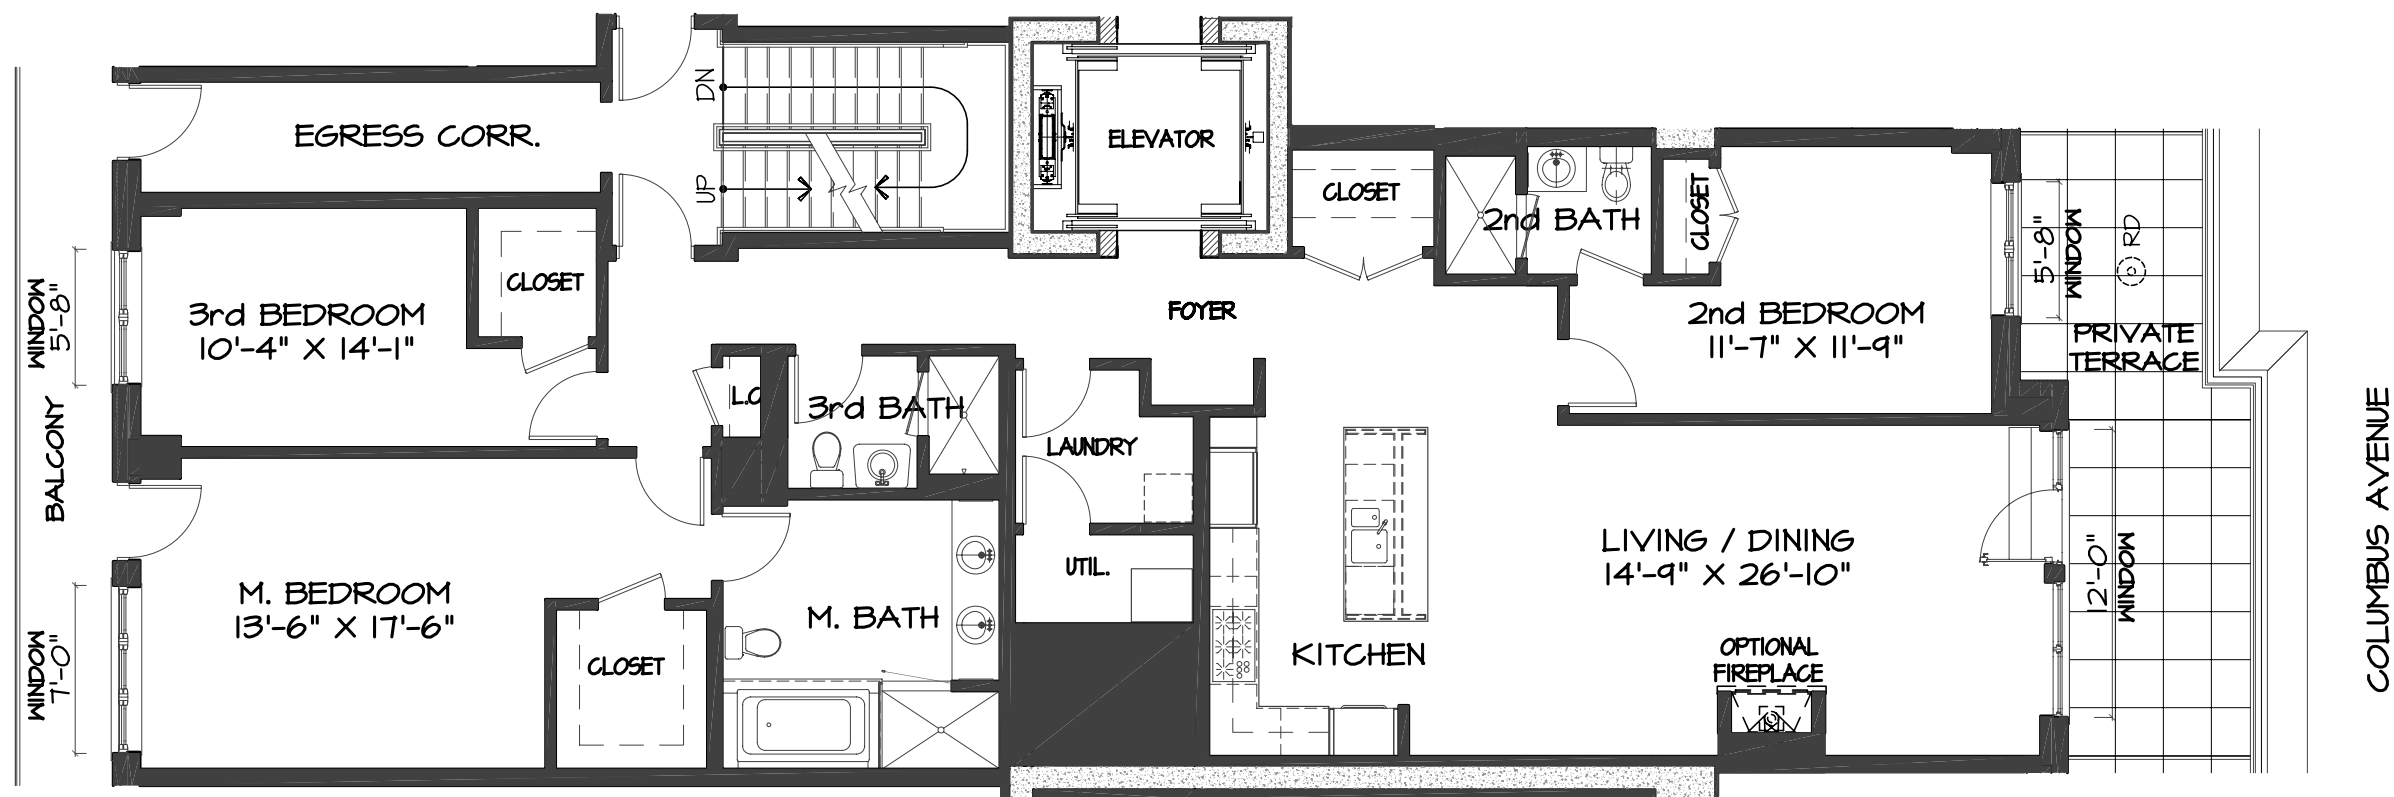 DN
EGRESS CORR.
ELEVATOR
UP
CLOSET
2nd BATH
CLOSET
5'-8"
WINDOW
RD
CLOSET
3rd BEDROOM
10'-4" X 14'-1"
FOYER
2nd BEDROOM
11'-7" X 11'-9"
PRIVATE
TERRACE
WINDOW
5'-8"
BALCONY
L.C
3rd BATH
LAUNDRY
COLUMBUS AVENUE
LIVING / DINING
14'-9" X 26'-10"
12'-0"
WINDOW
UTIL.
M. BEDROOM
13'-6" X 17'-6"
M. BATH
CLOSET
KITCHEN
OPTIONAL
FIREPLACE
WINDOW
7'-0"